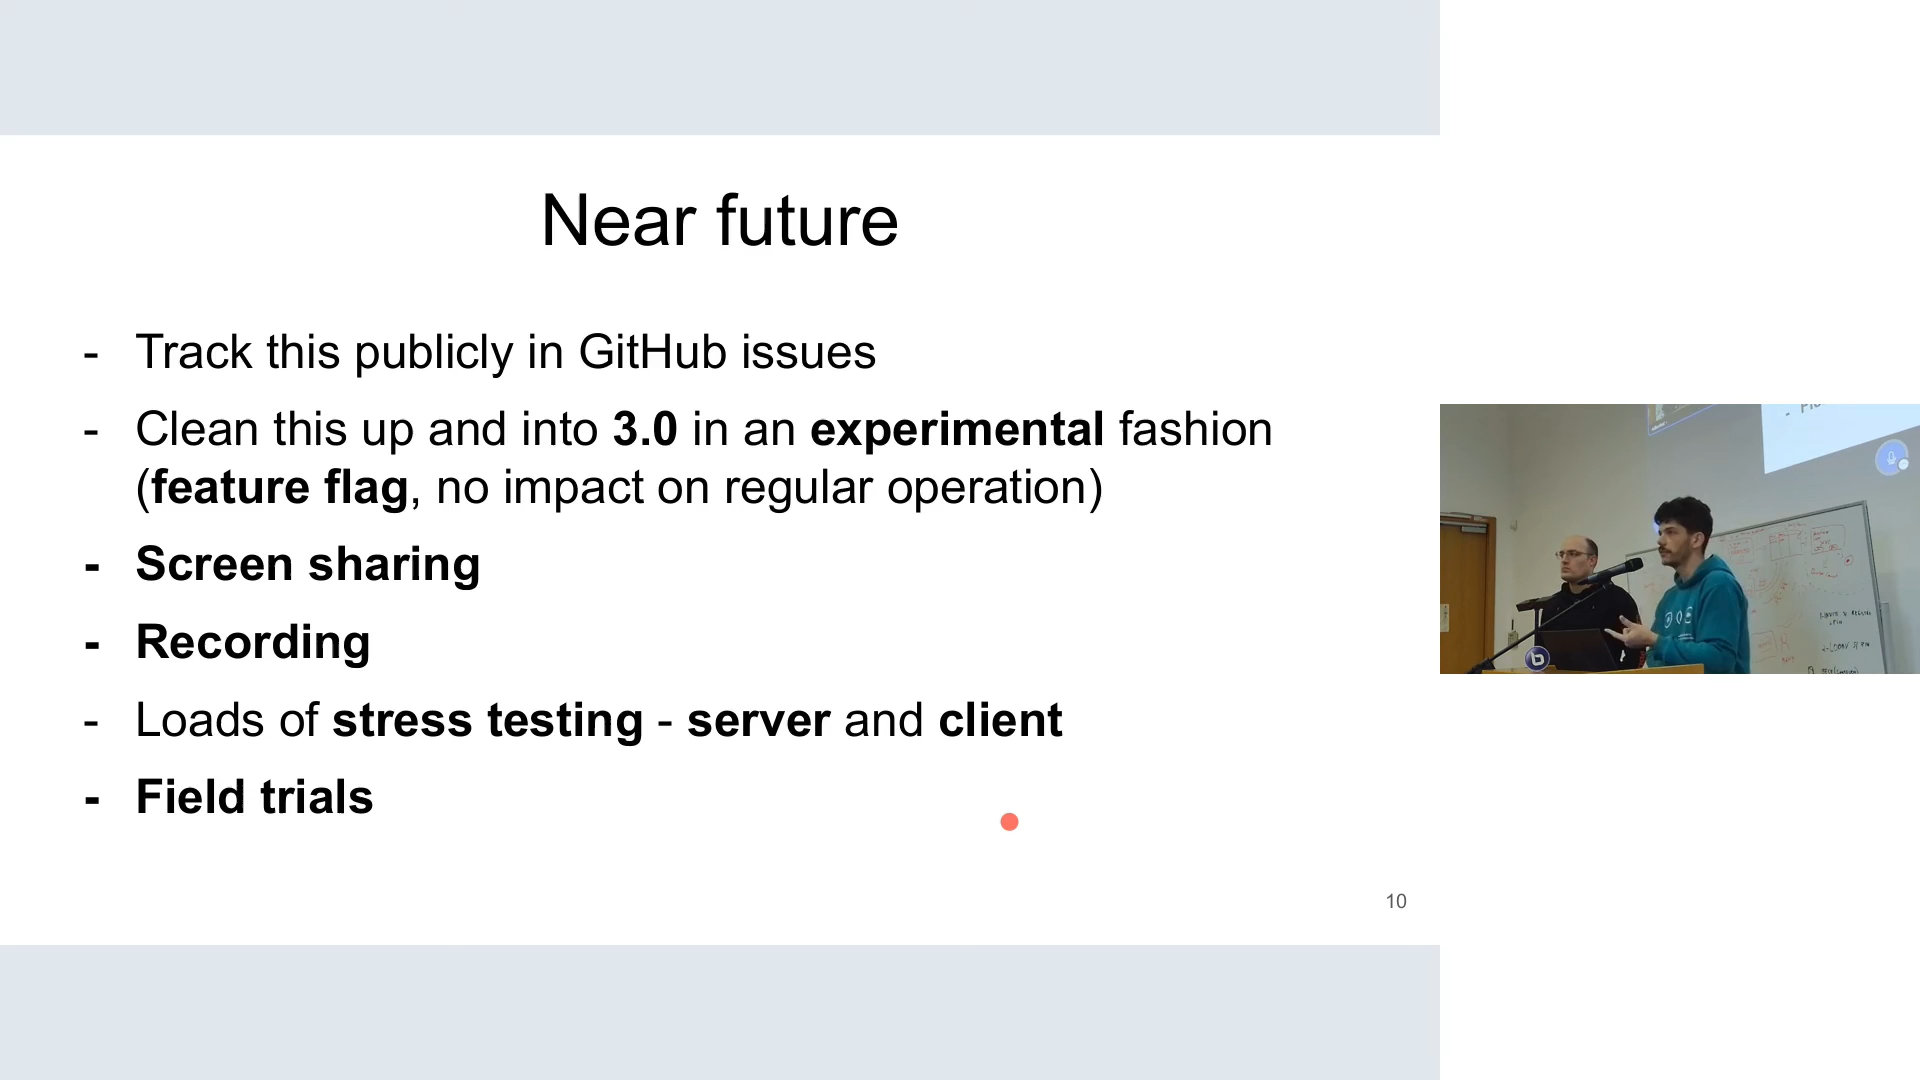 Near future
- Track this publicly in GitHub issues
- Clean this up and into 3.0 in an experimental fashion
(feature flag, no impact on regular operation)
- Screen sharing
- Recording
- Loads of stress testing - server and client
- Field trials
10